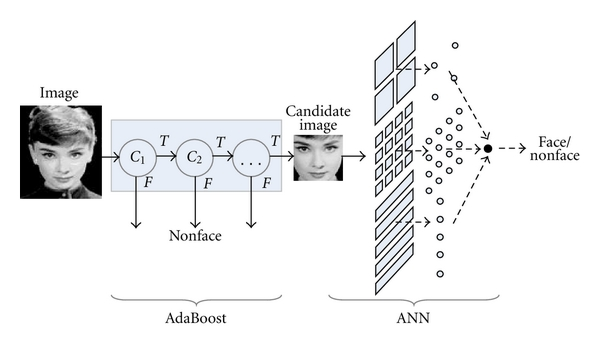 Image
C1
T
F
C2
T
F
...
T
F
Nonface
AdaBoost
Candidate
image
ANN
Face/
nonface